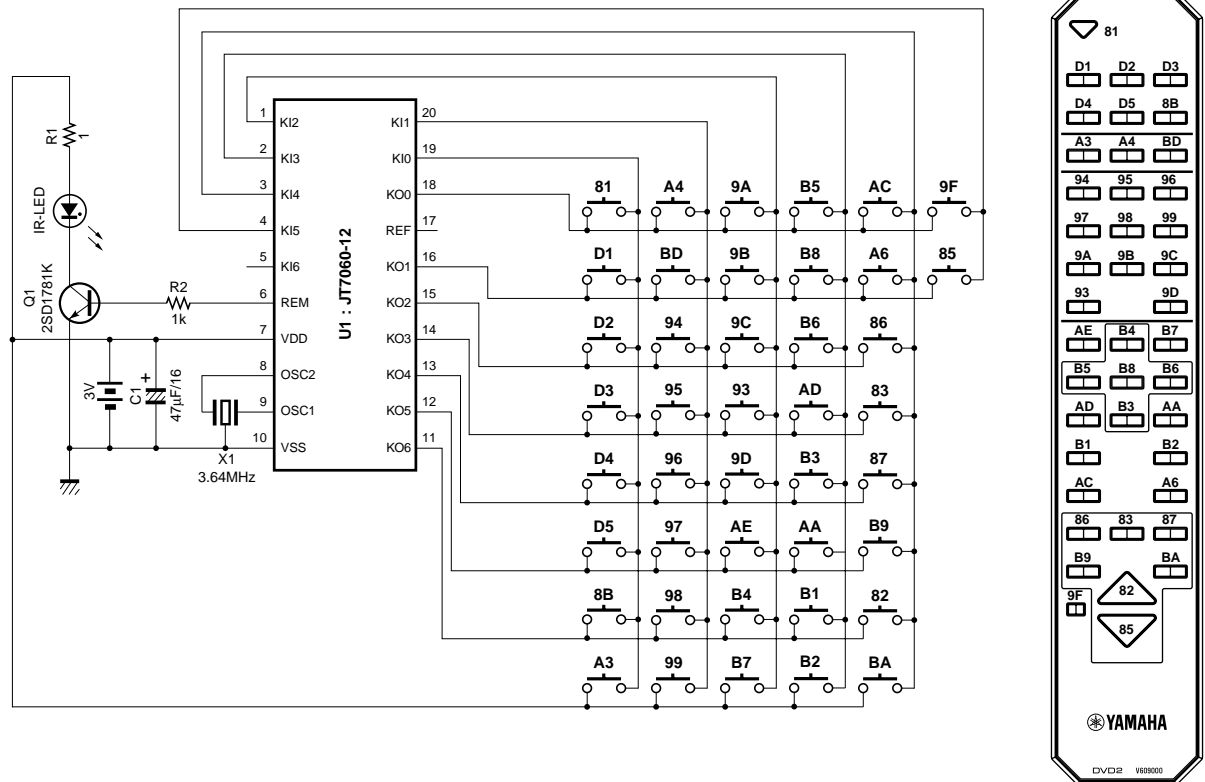 R1
1
IR-LED
Q1
2SD1781K
R2
1k
3V
C1
+
47µF/16
X1
3.64MHz
U1 : JT7060-12
1 KI2
2 KI3
3 KI4
4 KI5
5 KI6
6 REM
7 VDD
8 OSC2
9 OSC1
10 VSS
KI1 20
KI0 19
KO0 18
REF 17
KO1 16
KO2 15
KO3 14
KO4 13
KO5 12
KO6 11
81 A4 9A B5 AC 9F
D1 BD 9B B8 A6 85
D2 94 9C B6 86
D3 95 93 AD 83
D4 96 9D B3 87
D5 97 AE AA B9
8B 98 B4 B1 82
A3 99 B7 B2 BA
81
D1 D2 D3
D4 D5 8B
A3 A4 BD
94 95 96
97 98 99
9A 9B 9C
93 9D
AE B4 B7
B5 B8 B6
AD B3 AA
B1 B2
AC A6
86 83 87
B9 BA
82
9F
85
YAMAHA
DVD2 V609000